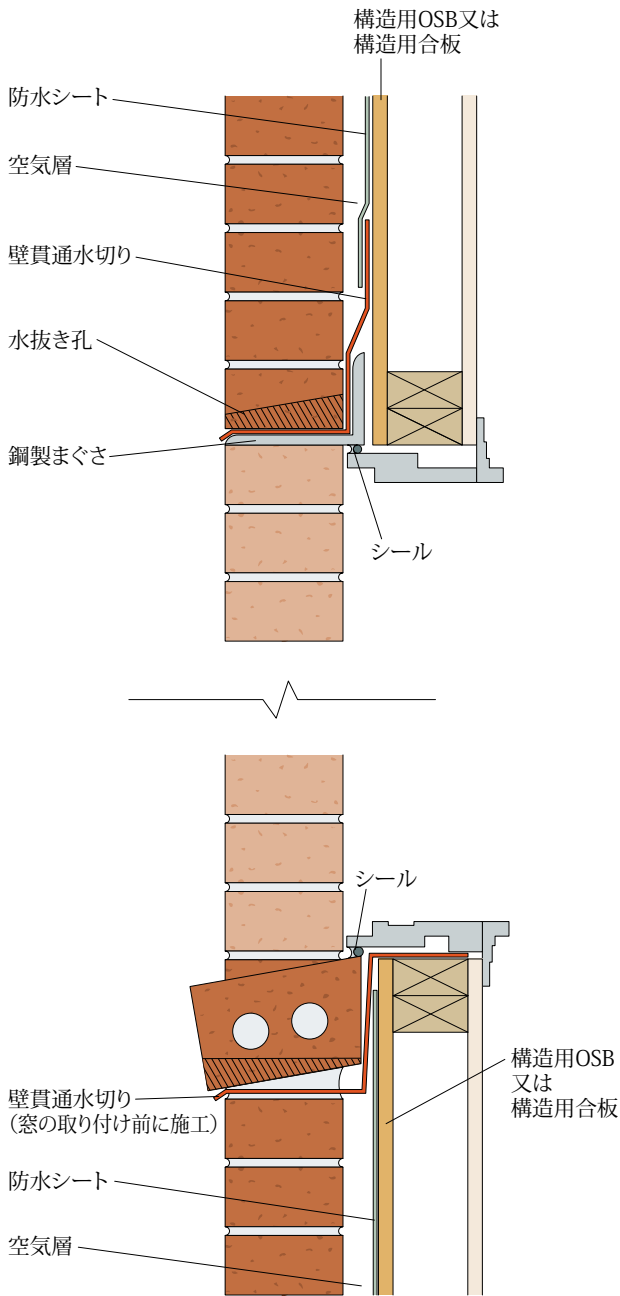 構造用OSB又は
構造用合板
防水シート
空気層
壁貫通水切り
水抜き孔
鋼製まぐさ
シール
シール
構造用OSB
又は
構造用合板
壁貫通水切り
（窓の取り付け前に施工）
防水シート
空気層